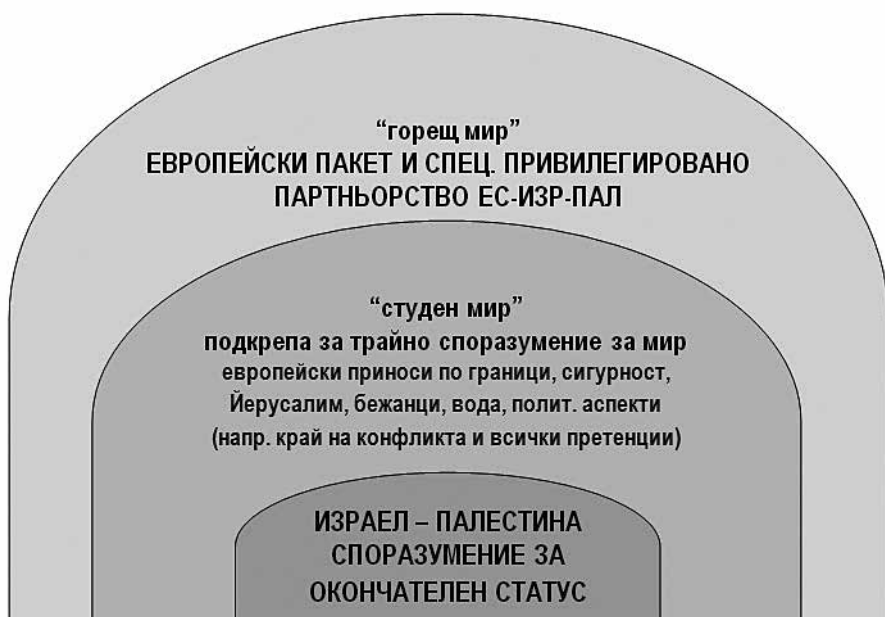 “горещ мир”
ЕВРОПЕЙСКИ ПАКЕТ И СПЕЦ. ПРИВИЛЕГИРОВАНО
ПАРТНЬОРСТВО ЕС-ИЗР-ПАЛ
“студен мир”
подкрепа за трайно споразумение за мир
европейски приноси по граници, сигурност,
Йерусалим, бежанци, вода, полит. аспекти
(напр. край на конфликта и всички претенции)
ИЗРАЕЛ – ПАЛЕСТИНА
СПОРАЗУМЕНИЕ ЗА
ОКОНЧАТЕЛЕН СТАТУС